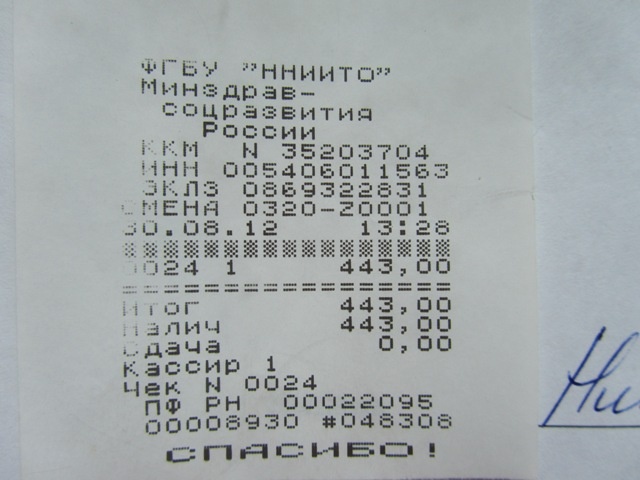 ФГБУ "ННИИТО"
Минздрав-
соцразвития
России
ККМ N 35203704
ИНН 005406011563
ЭКЛЗ 0869322831
СМЕНА 0320-Z0001
30.08.12 13:28
0024 1 443,00
Итог 443,00
Налич 443,00
Сдача 0,00
Кассир 1
Чек N 0024
ПФ РН 00022095
00008930 #048308
СПАСИБО!